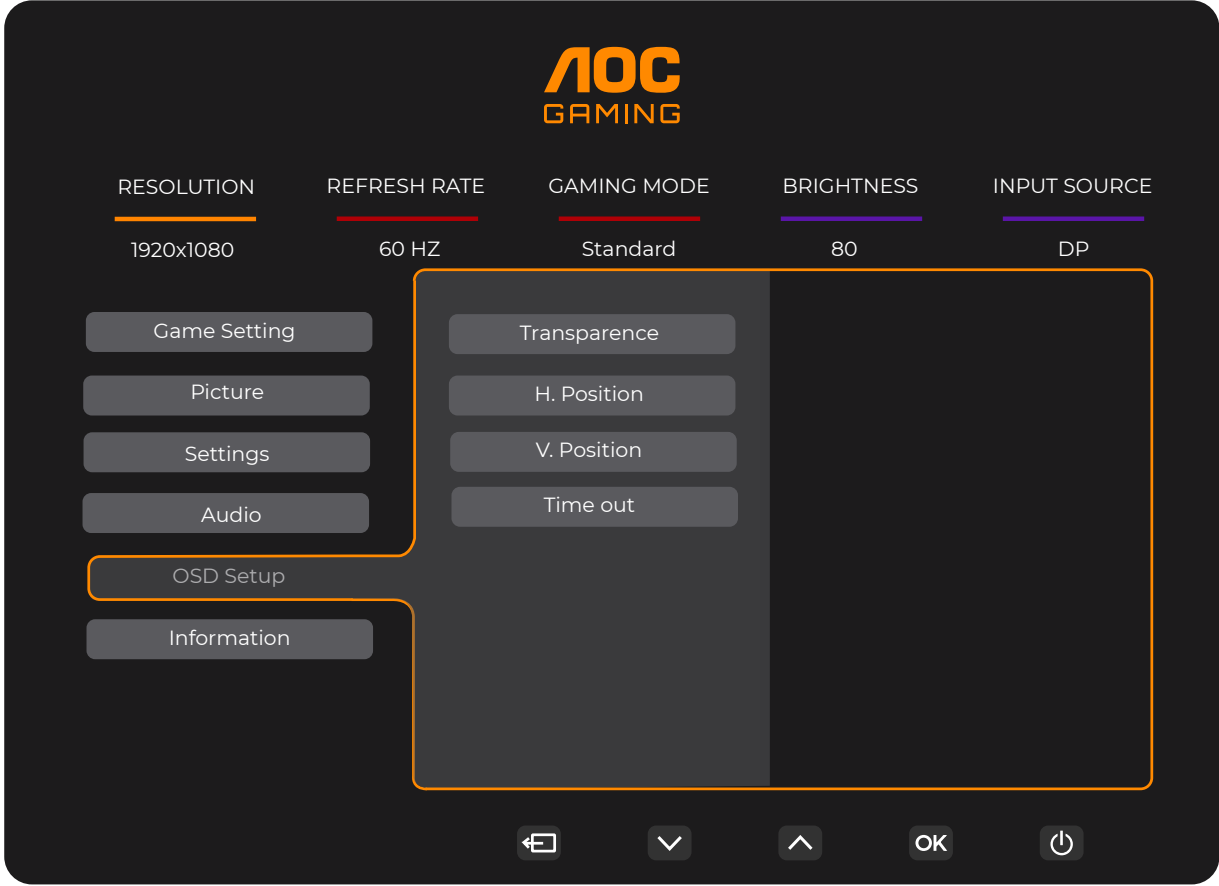 AOC
GAMING
RESOLUTION REFRESH RATE GAMING MODE BRIGHTNESS INPUT SOURCE
1920x1080 60 HZ Standard 80 DP
Game Setting
Picture
Settings
Audio
OSD Setup
Information
Transparence
H. Position
V. Position
Time out
OK